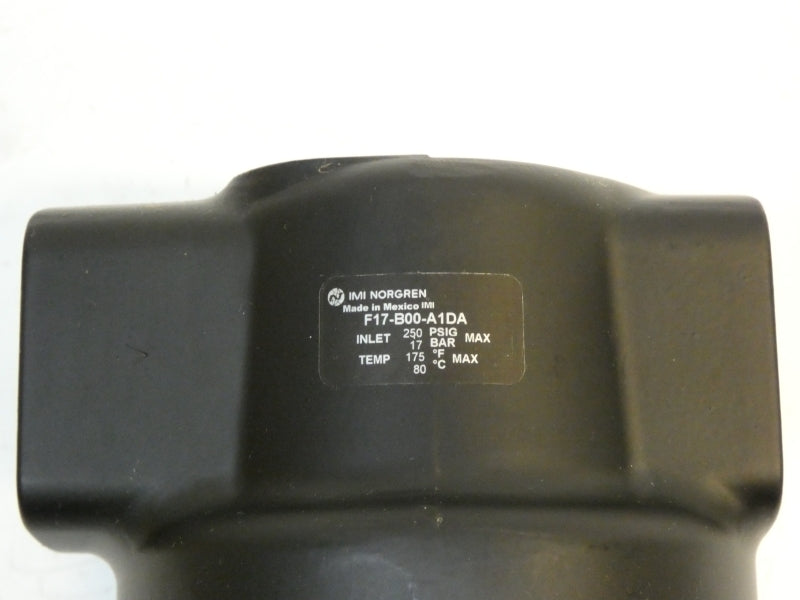 IMI NORGREN
Made in Mexico IMI
F17-B00-A1DA
INLET 250 PSIG MAX
17 BAR
TEMP 175 °F MAX
80 °C